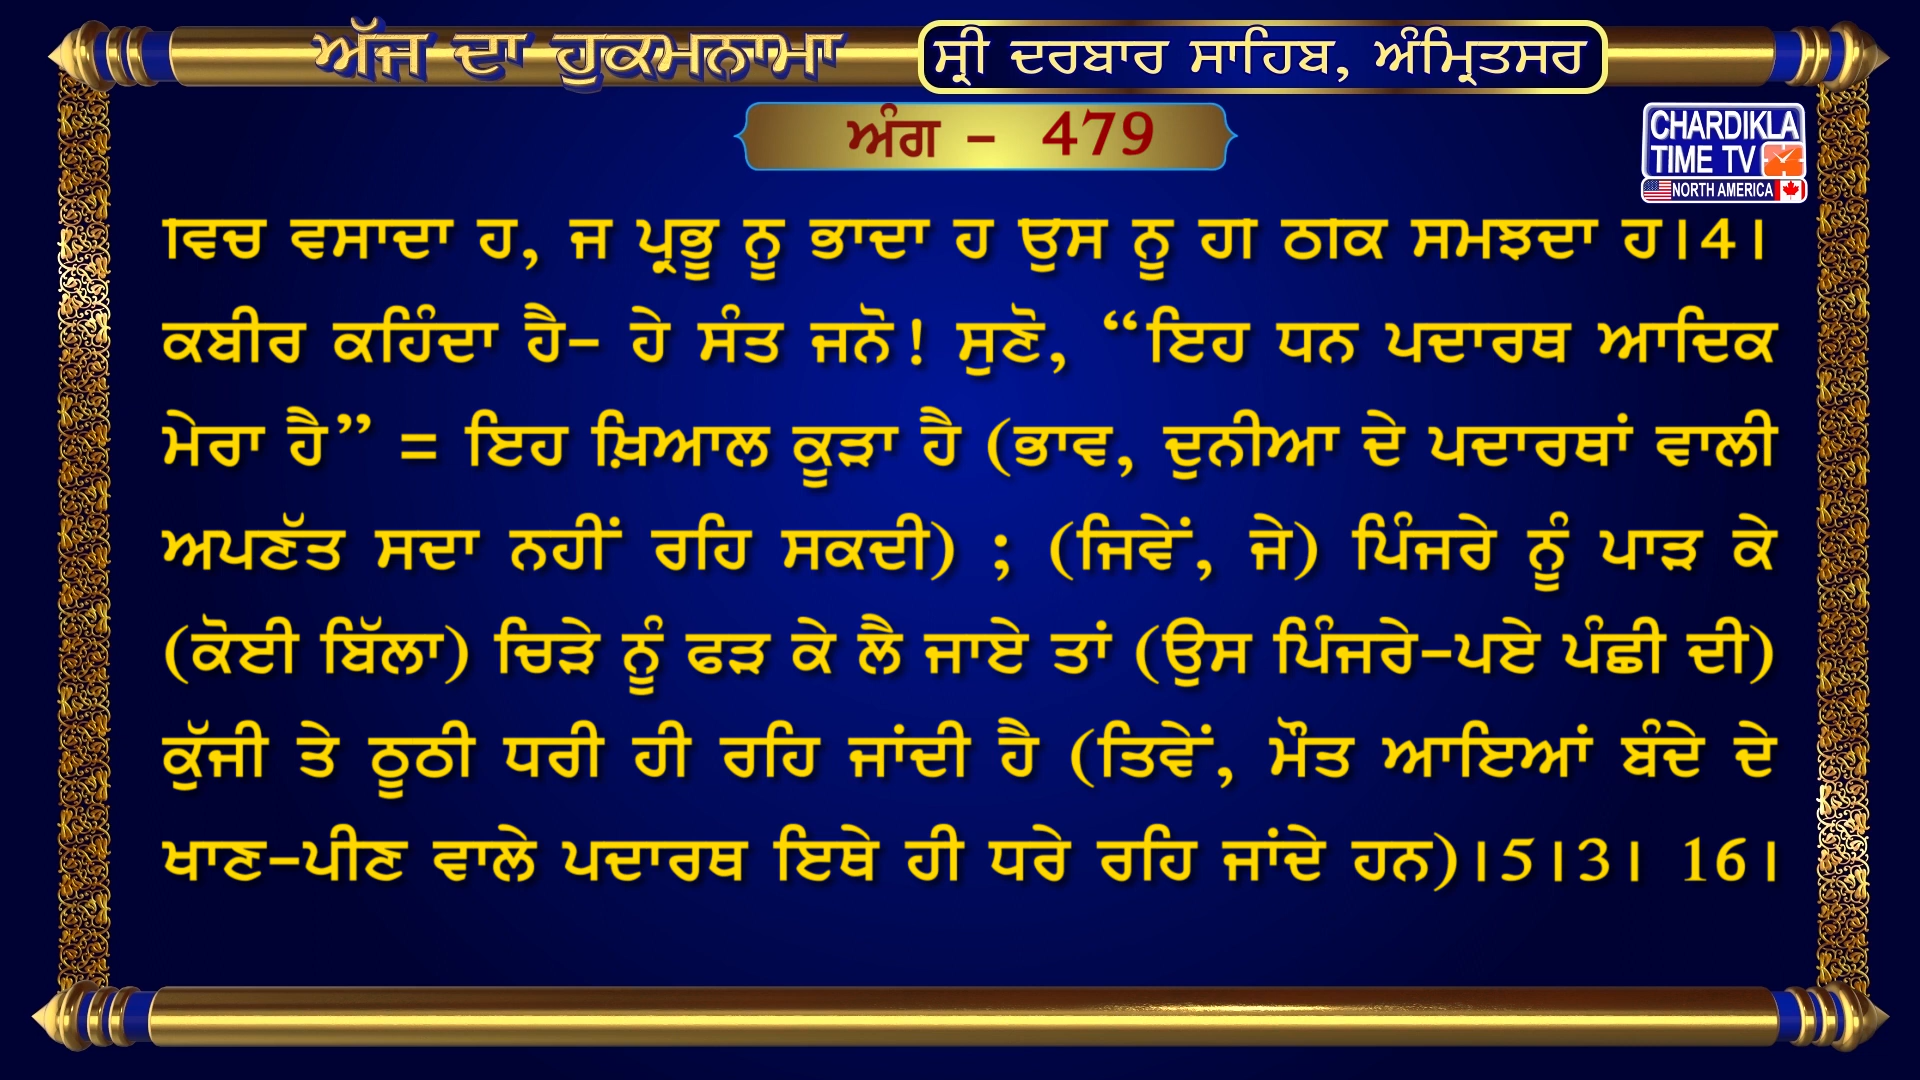 ਅੱਜ ਦਾ ਹੁਕਮਨਾਮਾ
ਸ੍ਰੀ ਦਰਬਾਰ ਸਾਹਿਬ, ਅੰਮ੍ਰਿਤਸਰ
ਅੰਗ - 479
CHARDIKLA
TIME TV
NORTH AMERICA
ਵਿਚ ਵਸਾਂਦਾ ਹੈ, ਜੋ ਪ੍ਰਭੂ ਨੂੰ ਭਾਂਦਾ ਹੈ ਉਸ ਨੂੰ ਹੀ ਠੀਕ ਸਮਝਦਾ ਹੈ।4।
ਕਬੀਰ ਕਹਿੰਦਾ ਹੈ- ਹੇ ਸੰਤ ਜਨੋ! ਸੁਣੋ, “ਇਹ ਧਨ ਪਦਾਰਥ ਆਦਿਕ
ਮੇਰਾ ਹੈ” = ਇਹ ਖ਼ਿਆਲ ਕੂੜਾ ਹੈ (ਭਾਵ, ਦੁਨੀਆ ਦੇ ਪਦਾਰਥਾਂ ਵਾਲੀ
ਅਪਣੱਤ ਸਦਾ ਨਹੀਂ ਰਹਿ ਸਕਦੀ) ; (ਜਿਵੇਂ, ਜੇ) ਪਿੰਜਰੇ ਨੂੰ ਪਾੜ ਕੇ
(ਕੋਈ ਬਿੱਲਾ) ਚਿੜੇ ਨੂੰ ਫੜ ਕੇ ਲੈ ਜਾਏ ਤਾਂ (ਉਸ ਪਿੰਜਰੇ-ਪਏ ਪੰਛੀ ਦੀ)
ਕੁੱਜੀ ਤੇ ਠੂਠੀ ਧਰੀ ਹੀ ਰਹਿ ਜਾਂਦੀ ਹੈ (ਤਿਵੇਂ, ਮੌਤ ਆਇਆਂ ਬੰਦੇ ਦੇ
ਖਾਣ-ਪੀਣ ਵਾਲੇ ਪਦਾਰਥ ਇਥੇ ਹੀ ਧਰੇ ਰਹਿ ਜਾਂਦੇ ਹਨ)।5।3। 16।